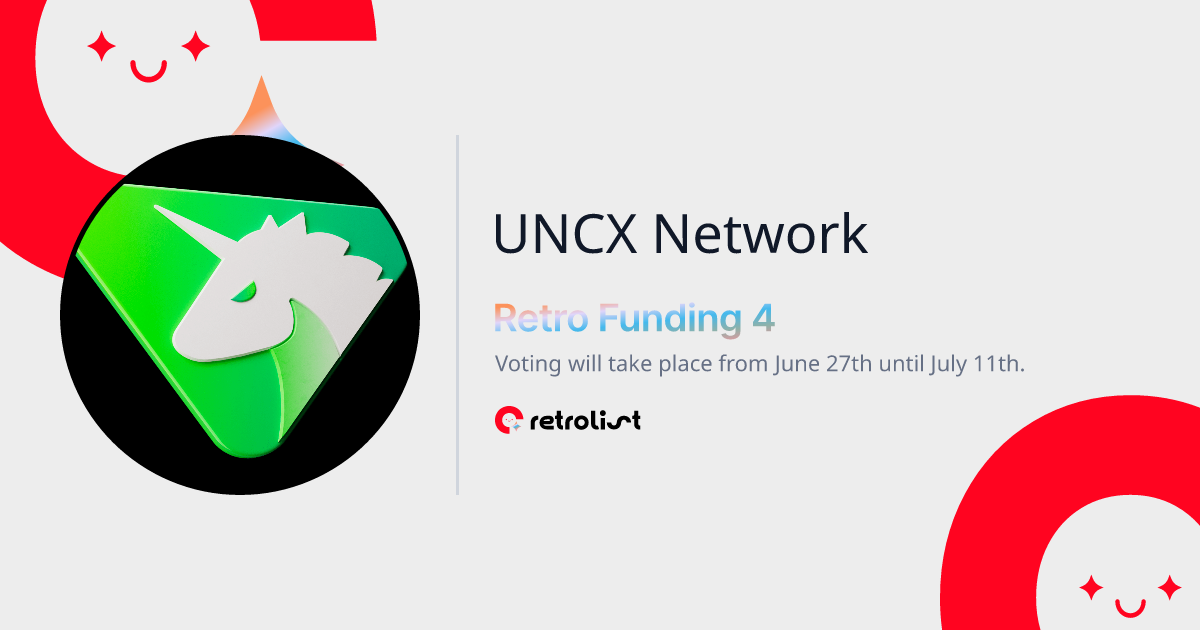 UNCX Network
Retro Funding 4
Voting will take place from June 27th until July 11th.
retrolist